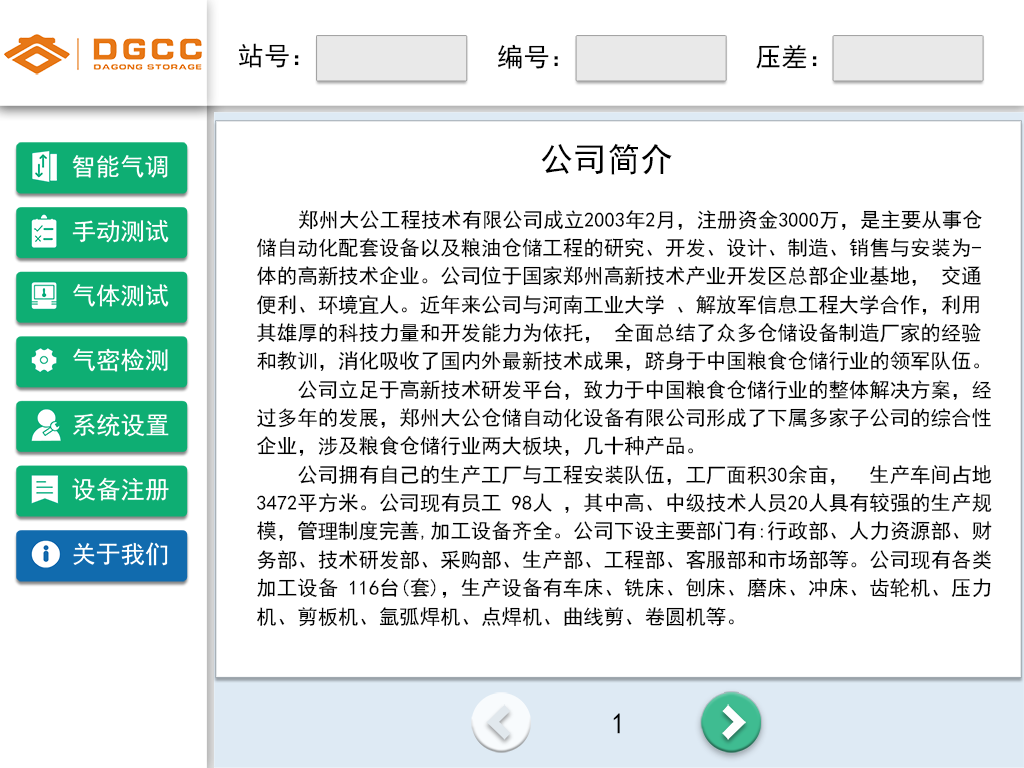 DGCC
DAGONG STORAGE
站号：
编号：
压差：
智能气调
手动测试
气体测试
气密检测
系统设置
设备注册
关于我们
公司简介
郑州大公工程技术有限公司成立2003年2月，注册资金3000万，是主要从事仓
储自动化配套设备以及粮油仓储工程的研究、开发、设计、制造、销售与安装为一
体的高新技术企业。公司位于国家郑州高新技术产业开发区总部企业基地， 交通
便利、环境宜人。近年来公司与河南工业大学 、解放军信息工程大学合作，利用
其雄厚的科技力量和开发能力为依托， 全面总结了众多仓储设备制造厂家的经验
和教训，消化吸收了国内外最新技术成果，跻身于中国粮食仓储行业的领军队伍。
公司立足于高新技术研发平台，致力于中国粮食仓储行业的整体解决方案，经
过多年的发展，郑州大公仓储自动化设备有限公司形成了下属多家子公司的综合性
企业，涉及粮食仓储行业两大板块，几十种产品。
公司拥有自己的生产工厂与工程安装队伍，工厂面积30余亩， 生产车间占地
3472平方米。公司现有员工 98人 ，其中高、中级技术人员20人具有较强的生产规
模，管理制度完善,加工设备齐全。公司下设主要部门有:行政部、人力资源部、财
务部、技术研发部、采购部、生产部、工程部、客服部和市场部等。公司现有各类
加工设备 116台(套)，生产设备有车床、铣床、刨床、磨床、冲床、齿轮机、压力
机、剪板机、氩弧焊机、点焊机、曲线剪、卷圆机等。
1